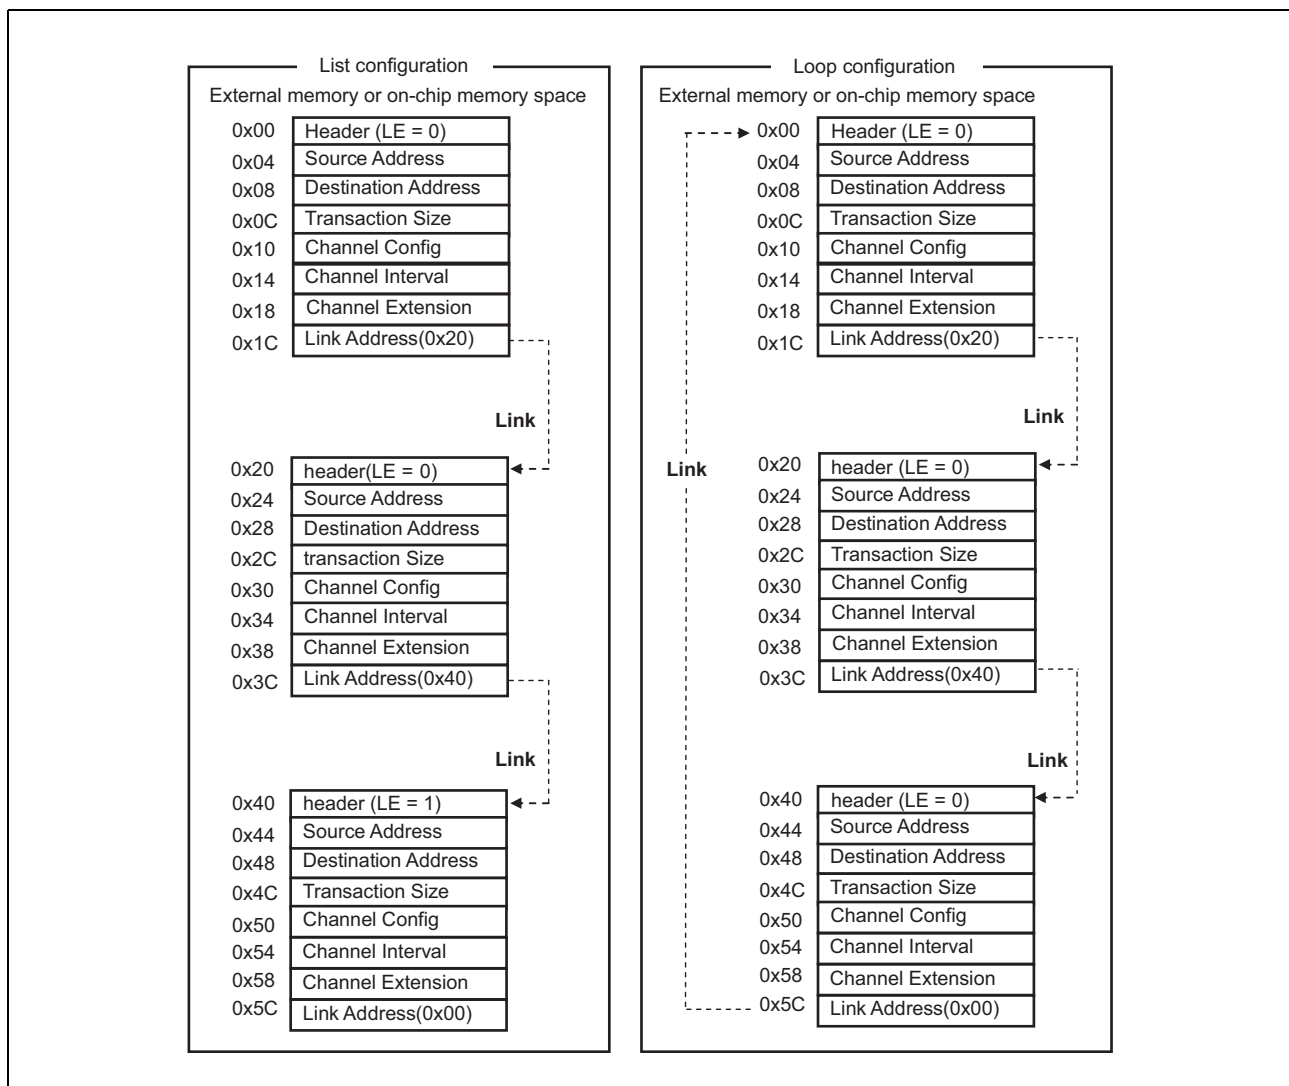 List configuration
External memory or on-chip memory space
0x00 Header (LE = 0)
0x04 Source Address
0x08 Destination Address
0x0C Transaction Size
0x10 Channel Config
0x14 Channel Interval
0x18 Channel Extension
0x1C Link Address(0x20)
Link
0x20 header(LE = 0)
0x24 Source Address
0x28 Destination Address
0x2C transaction Size
0x30 Channel Config
0x34 Channel Interval
0x38 Channel Extension
0x3C Link Address(0x40)
Link
0x40 header (LE = 1)
0x44 Source Address
0x48 Destination Address
0x4C Transaction Size
0x50 Channel Config
0x54 Channel Interval
0x58 Channel Extension
0x5C Link Address(0x00)
Loop configuration
External memory or on-chip memory space
0x00 Header (LE = 0)
0x04 Source Address
0x08 Destination Address
0x0C Transaction Size
0x10 Channel Config
0x14 Channel Interval
0x18 Channel Extension
0x1C Link Address(0x20)
Link
Link
0x20 header (LE = 0)
0x24 Source Address
0x28 Destination Address
0x2C Transaction Size
0x30 Channel Config
0x34 Channel Interval
0x38 Channel Extension
0x3C Link Address(0x40)
Link
0x40 header (LE = 0)
0x44 Source Address
0x48 Destination Address
0x4C Transaction Size
0x50 Channel Config
0x54 Channel Interval
0x58 Channel Extension
0x5C Link Address(0x00)